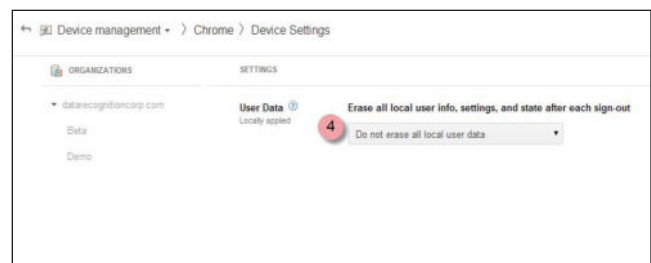 Device management › Chrome › Device Settings
ORGANIZATIONS
SETTINGS
datarecognitioncorp.com
Beta
Demo
User Data ?
Locally applied
Erase all local user info, settings, and state after each sign-out
4
Do not erase all local user data